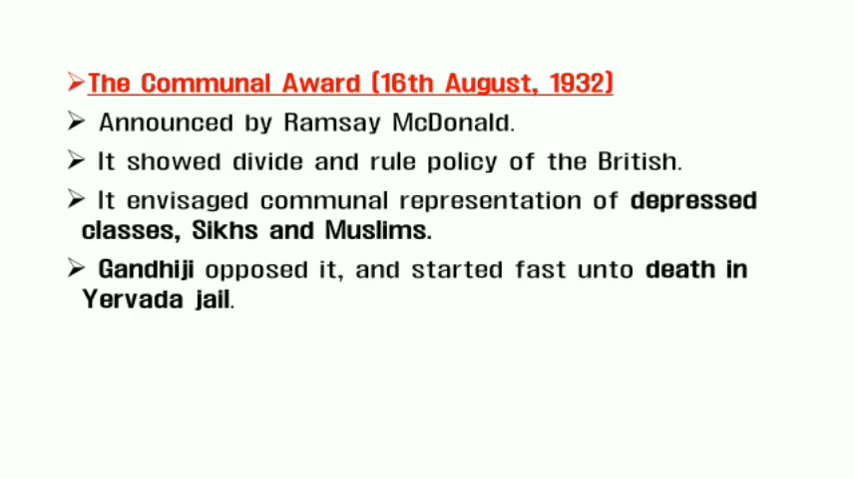 ➢The Communal Award (16th August, 1932)
➢ Announced by Ramsay McDonald.
➢ It showed divide and rule policy of the British.
➢ It envisaged communal representation of depressed
classes, Sikhs and Muslims.
➢ Gandhiji opposed it, and started fast unto death in
Yervada jail.